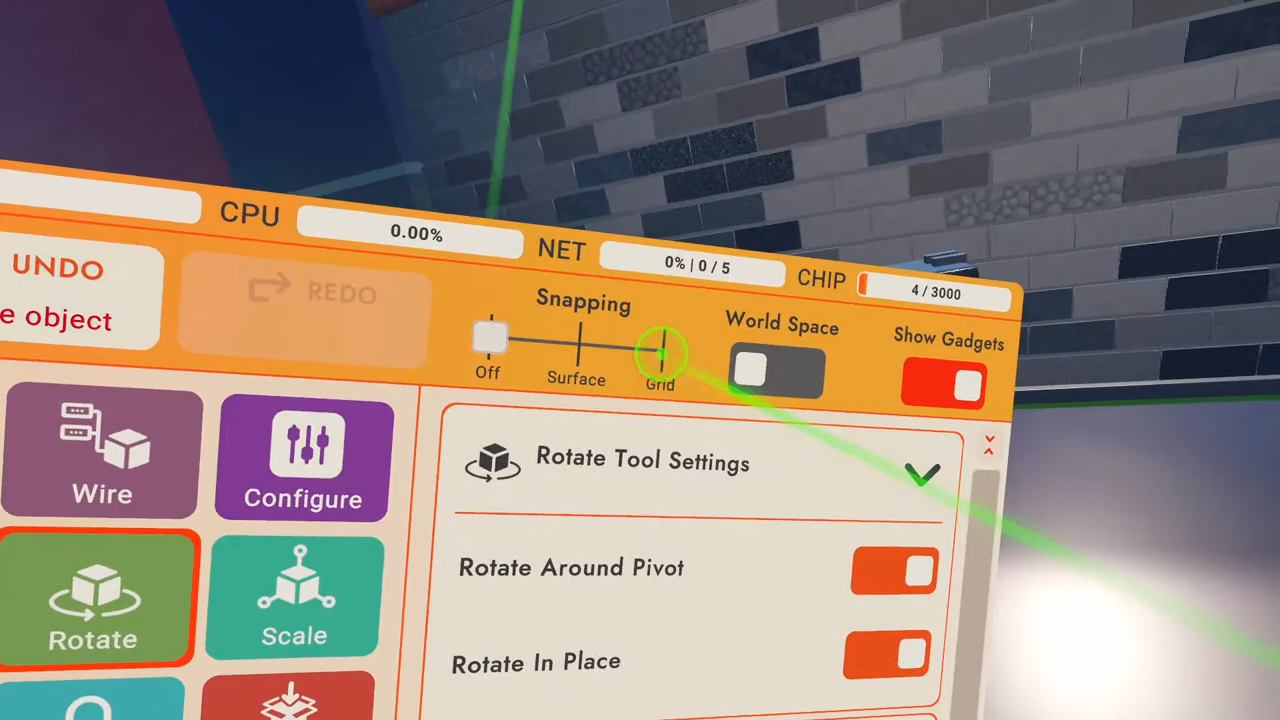 CPU
0.00%
NET
0% | 0 / 5
CHIP
4 / 3000
UNDO
e object
REDO
Snapping
Off
Surface
Grid
World Space
Show Gadgets
Wire
Configure
Rotate
Scale
Rotate Tool Settings
Rotate Around Pivot
Rotate In Place